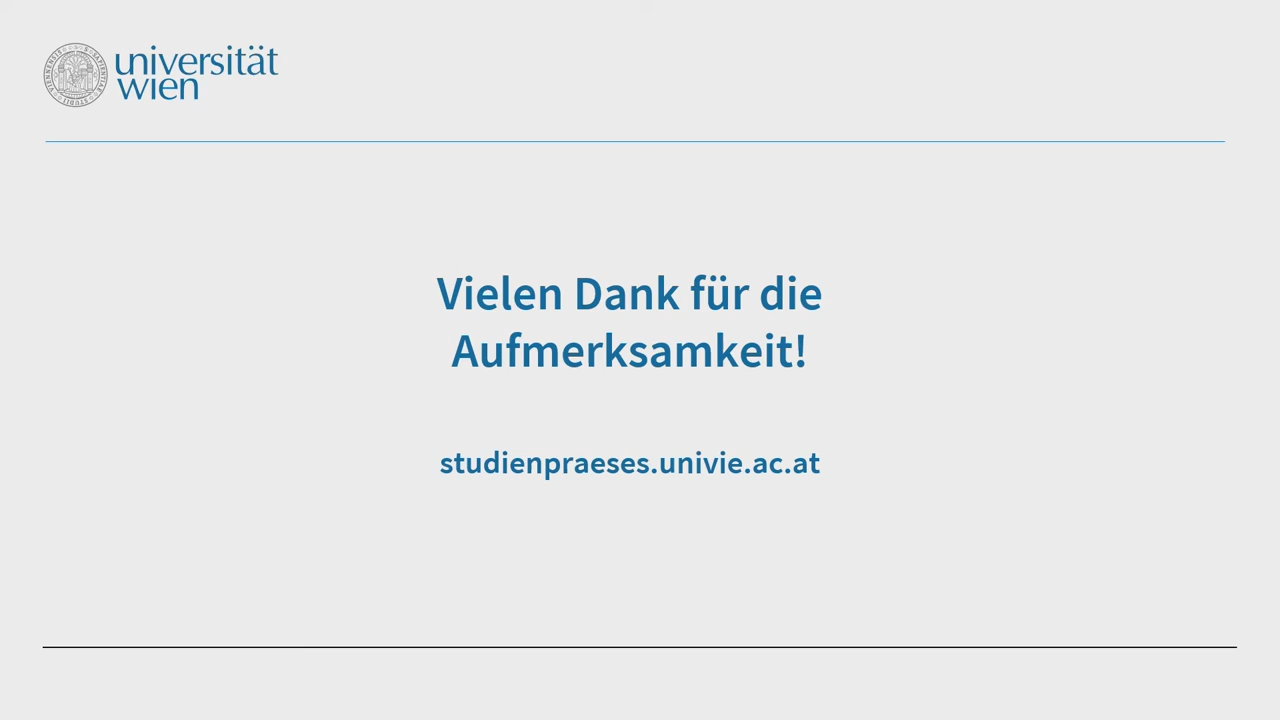 universität
wien
Vielen Dank für die
Aufmerksamkeit!
studienpraeses.univie.ac.at